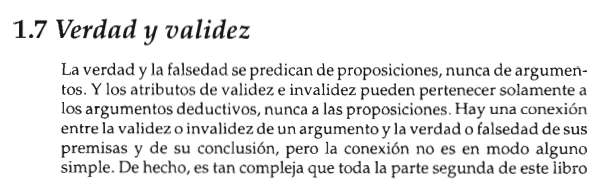 1.7 Verdad y validez
La verdad y la falsedad se predican de proposiciones, nunca de argumen-
tos. Y los atributos de validez e invalidez pueden pertenecer solamente a
los argumentos deductivos, nunca a las proposiciones. Hay una conexión
entre la validez o invalidez de un argumento y la verdad o falsedad de sus
premisas y de su conclusión, pero la conexión no es en modo alguno
simple. De hecho, es tan compleja que toda la parte segunda de este libro